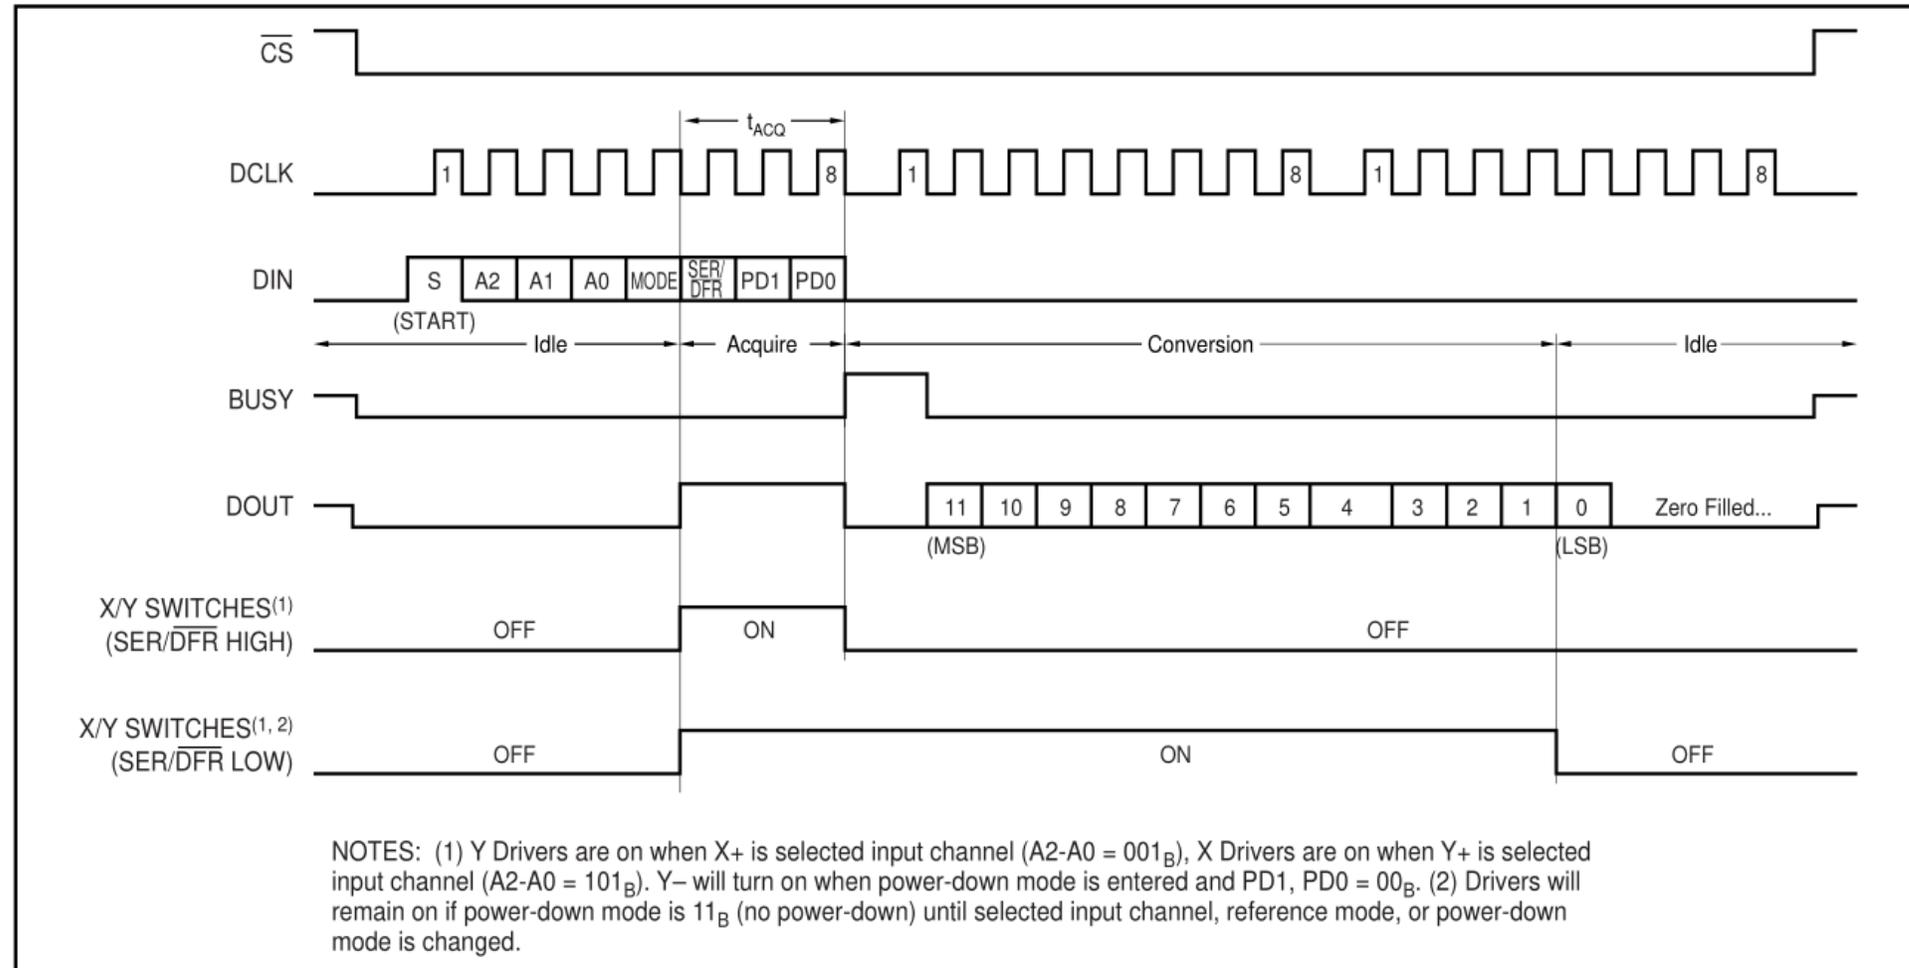 CS
tACQ
DCLK 1 8 1 8 1 8
DIN S A2 A1 A0 MODE SER/DFR PD1 PD0
(START)
Idle Acquire Conversion Idle
BUSY
DOUT 11 10 9 8 7 6 5 4 3 2 1 0 Zero Filled...
(MSB) (LSB)
X/Y SWITCHES(1)
(SER/DFR HIGH) OFF ON OFF
X/Y SWITCHES(1, 2)
(SER/DFR LOW) OFF ON OFF
NOTES: (1) Y Drivers are on when X+ is selected input channel (A2-A0 = 001B), X Drivers are on when Y+ is selected
input channel (A2-A0 = 101B). Y– will turn on when power-down mode is entered and PD1, PD0 = 00B. (2) Drivers will
remain on if power-down mode is 11B (no power-down) until selected input channel, reference mode, or power-down
mode is changed.